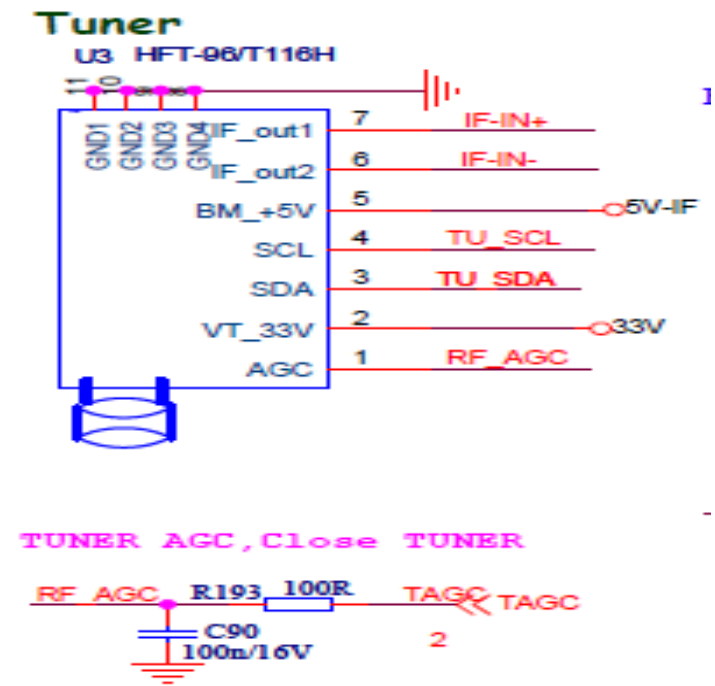 Tuner
U3 HFT-96/T116H
11 10
GND1 GND2 GND3 GND4
IF_out1 7 IF-IN+
IF_out2 6 IF-IN-
BM_+5V 5 5V-IF
SCL 4 TU_SCL
SDA 3 TU_SDA
VT_33V 2 33V
AGC 1 RF_AGC
TUNER AGC,Close TUNER
RF_AGC R193 100R TAGC TAGC
C90 2
100n/16V